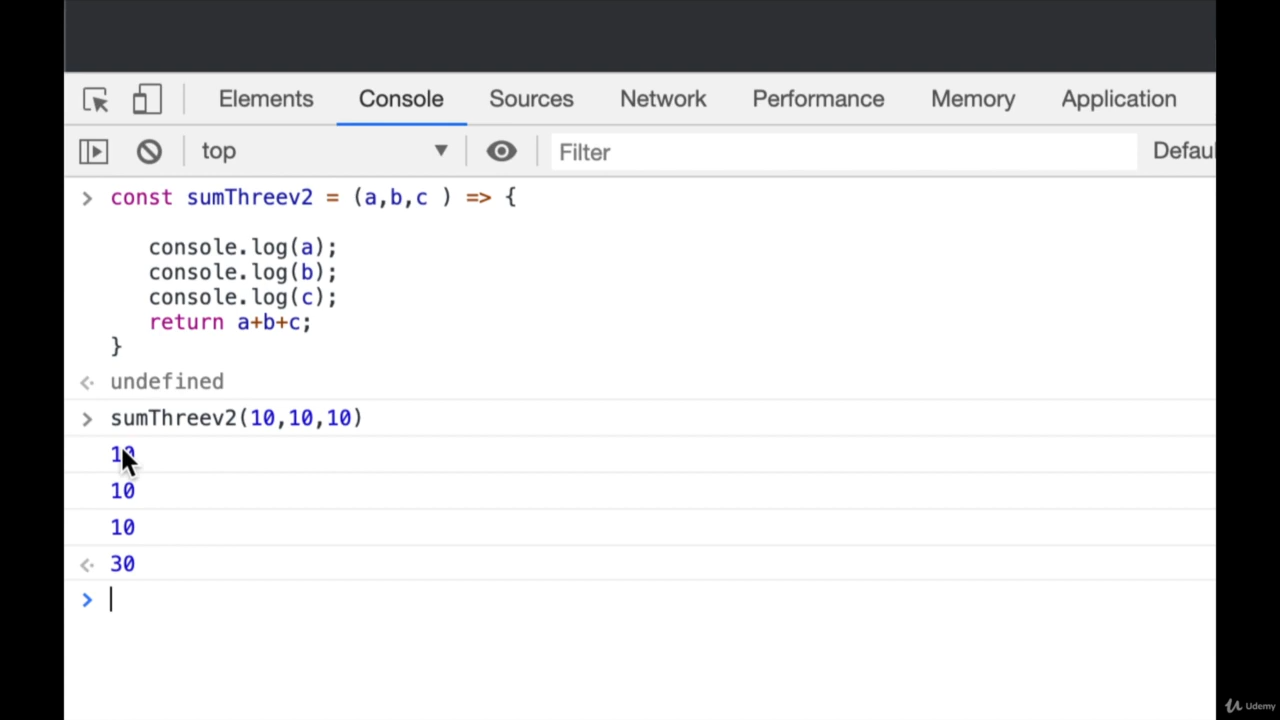 Elements Console Sources Network Performance Memory Application
top Filter
const sumThreev2 = (a,b,c ) => {
console.log(a);
console.log(b);
console.log(c);
return a+b+c;
}
undefined
sumThreev2(10,10,10)
10
10
10
30
Udemy